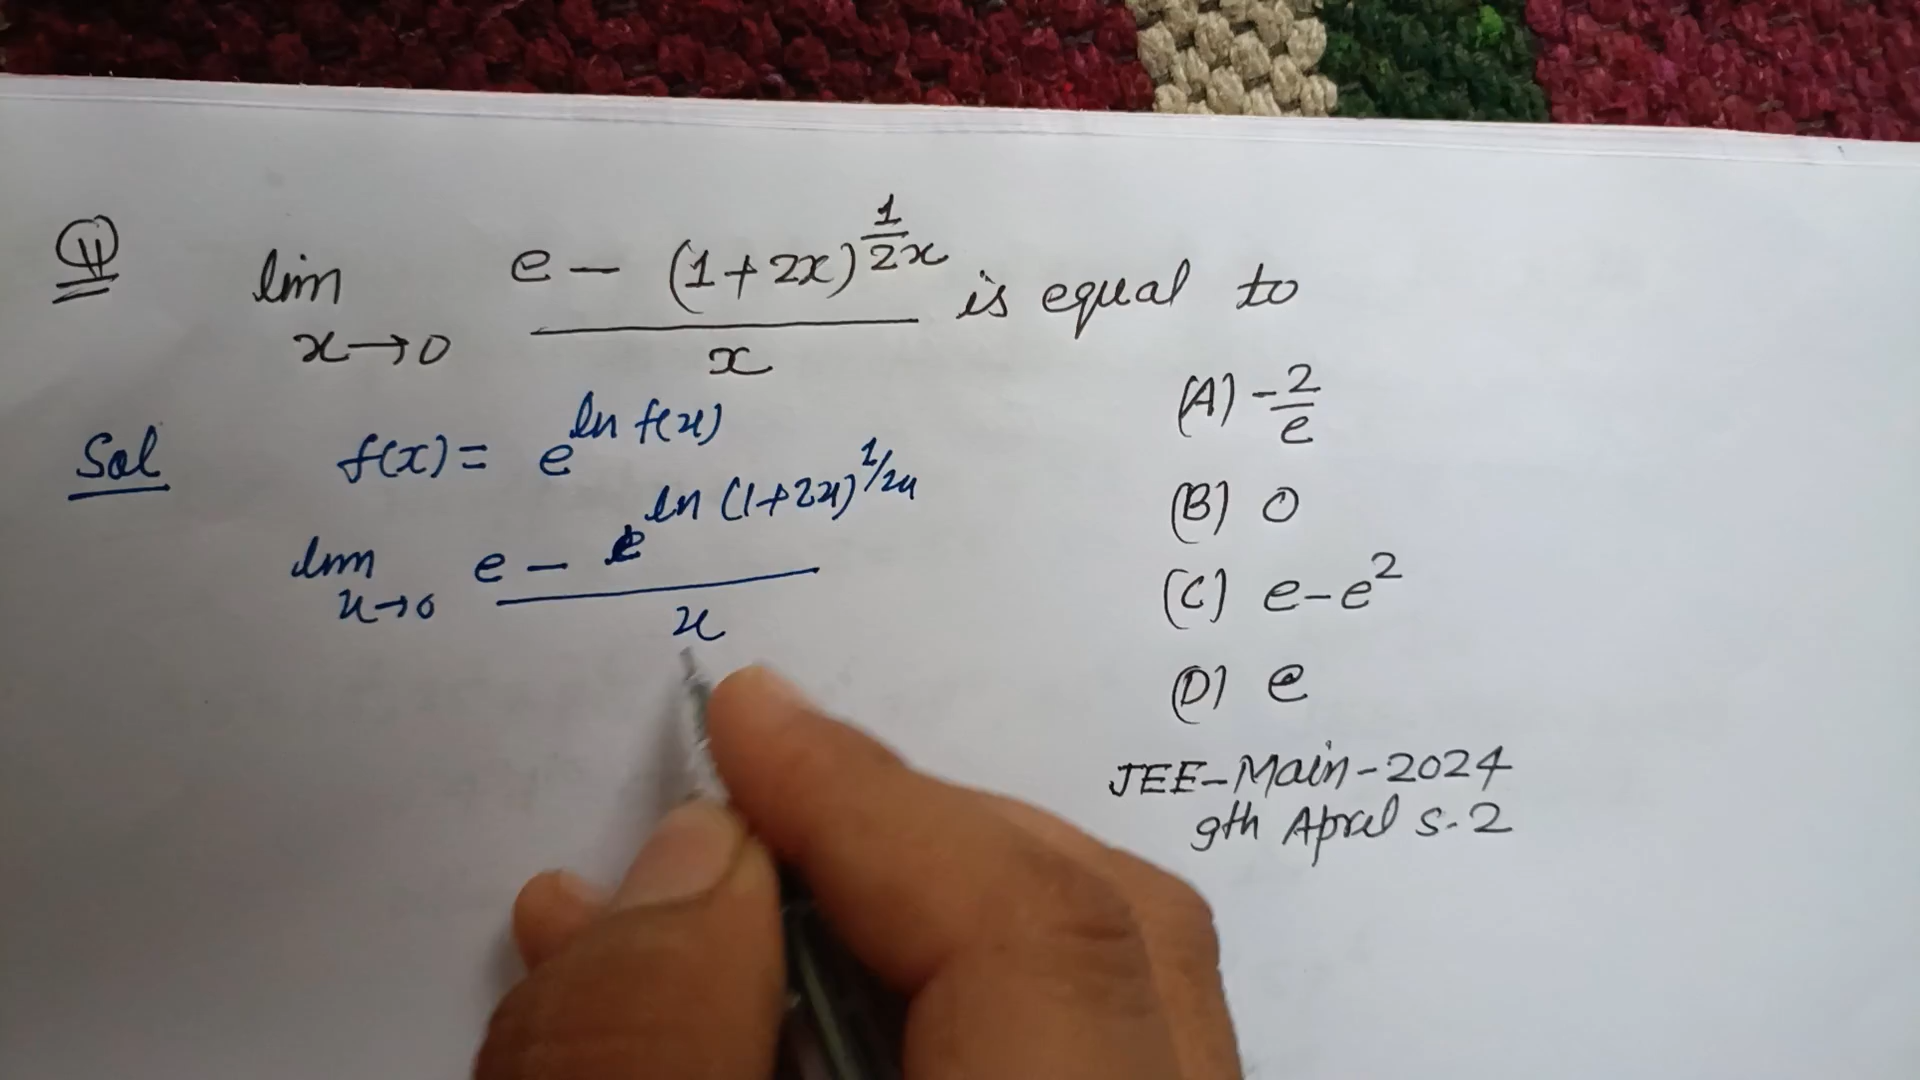 Q lim x→0 e - (1+2x)^(1/2x) / x is equal to
(A) -2/e
Sol f(x) = e^(ln f(x))
(B) 0
lim x→0 e - e^(ln (1+2x)^(1/2x)) / x
(C) e-e²
(D) e
JEE-Main-2024
9th April S-2